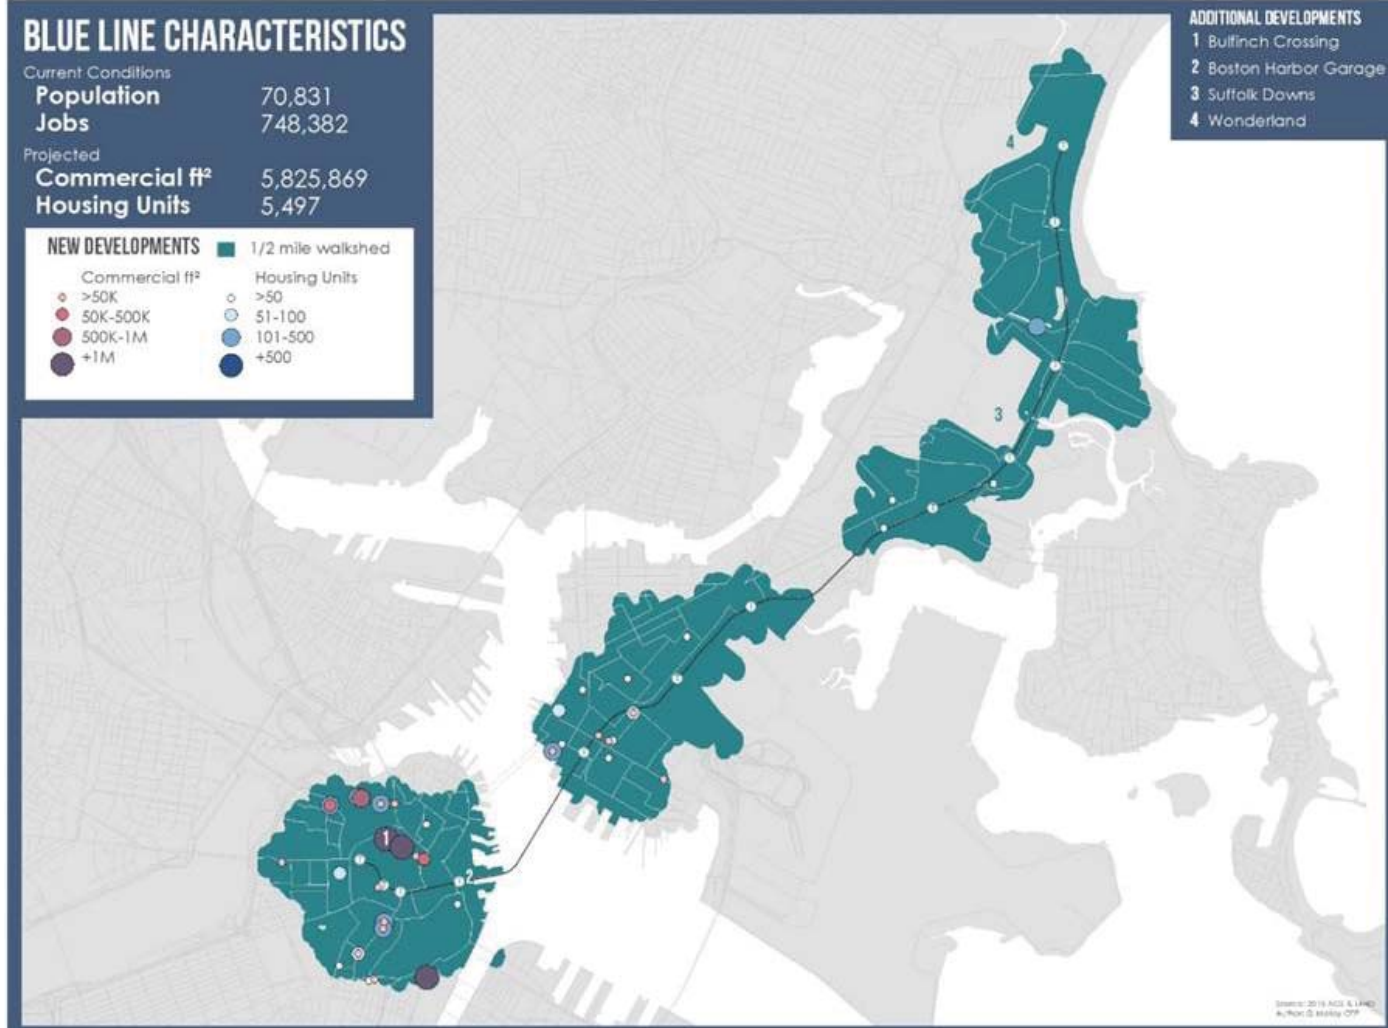 BLUE LINE CHARACTERISTICS
Current Conditions
Population 70,831
Jobs 748,382
Projected
Commercial ft² 5,825,869
Housing Units 5,497
NEW DEVELOPMENTS 1/2 mile walkshed
Commercial ft² Housing Units
>50K >50
50K-500K 51-100
500K-1M 101-500
+1M +500
ADDITIONAL DEVELOPMENTS
1 Bulfinch Crossing
2 Boston Harbor Garage
3 Suffolk Downs
4 Wonderland
4
3
1
2